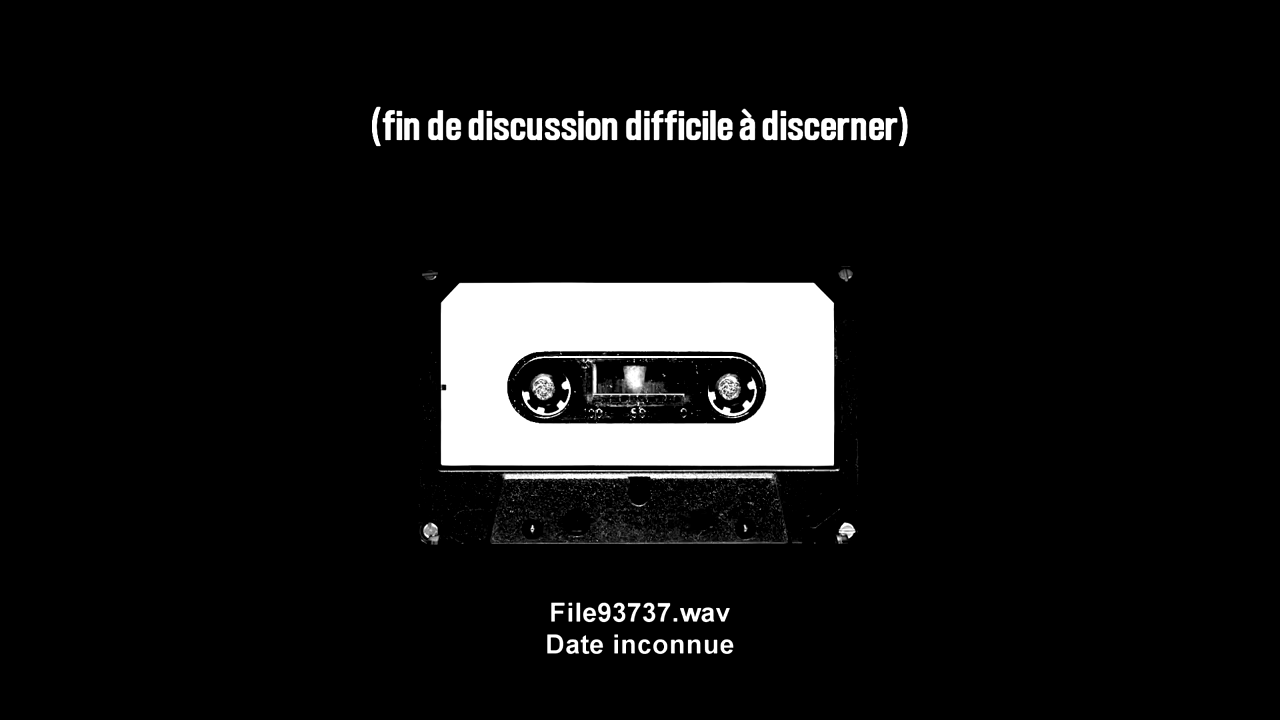 (fin de discussion difficile à discerner)
File93737.wav
Date inconnue